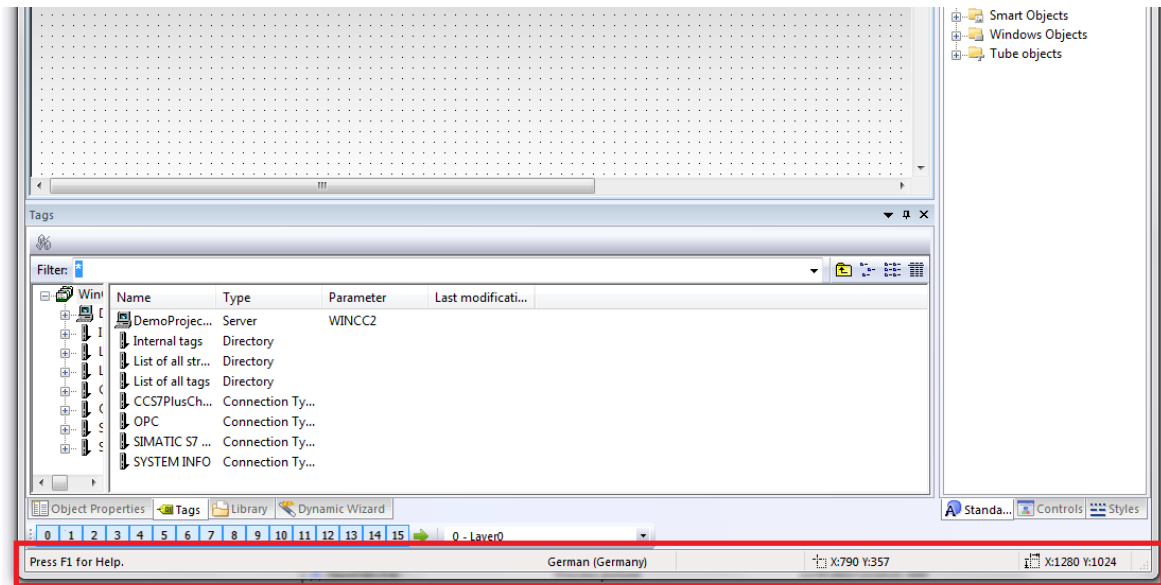 Smart Objects
Windows Objects
Tube objects
Tags
Filter: *
Name Type Parameter Last modificati...
DemoProjec... Server WINCC2
Internal tags Directory
List of all str... Directory
List of all tags Directory
CCS7PlusCh... Connection Ty...
OPC Connection Ty...
SIMATIC S7 ... Connection Ty...
SYSTEM INFO Connection Ty...
Object Properties Tags Library Dynamic Wizard
Standa... Controls Styles
0 1 2 3 4 5 6 7 8 9 10 11 12 13 14 15 0 - Layer0
Press F1 for Help. German (Germany) X:790 Y:357 X:1280 Y:1024